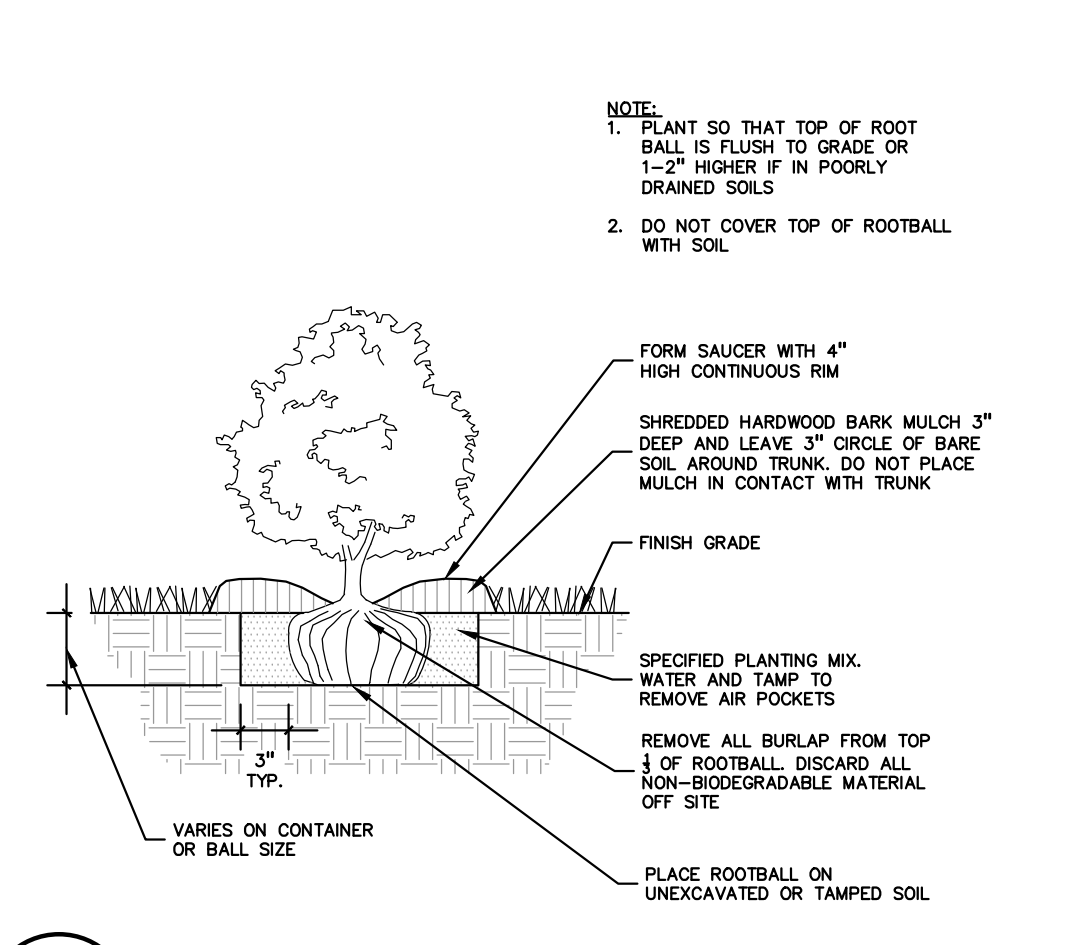 NOTE:
1. PLANT SO THAT TOP OF ROOT
BALL IS FLUSH TO GRADE OR
1-2" HIGHER IF IN POORLY
DRAINED SOILS
2. DO NOT COVER TOP OF ROOTBALL
WITH SOIL
FORM SAUCER WITH 4"
HIGH CONTINUOUS RIM
SHREDDED HARDWOOD BARK MULCH 3"
DEEP AND LEAVE 3" CIRCLE OF BARE
SOIL AROUND TRUNK. DO NOT PLACE
MULCH IN CONTACT WITH TRUNK
FINISH GRADE
SPECIFIED PLANTING MIX.
WATER AND TAMP TO
REMOVE AIR POCKETS
REMOVE ALL BURLAP FROM TOP
1/3 OF ROOTBALL. DISCARD ALL
NON-BIODEGRADABLE MATERIAL
OFF SITE
3"
TYP.
VARIES ON CONTAINER
OR BALL SIZE
PLACE ROOTBALL ON
UNEXCAVATED OR TAMPED SOIL